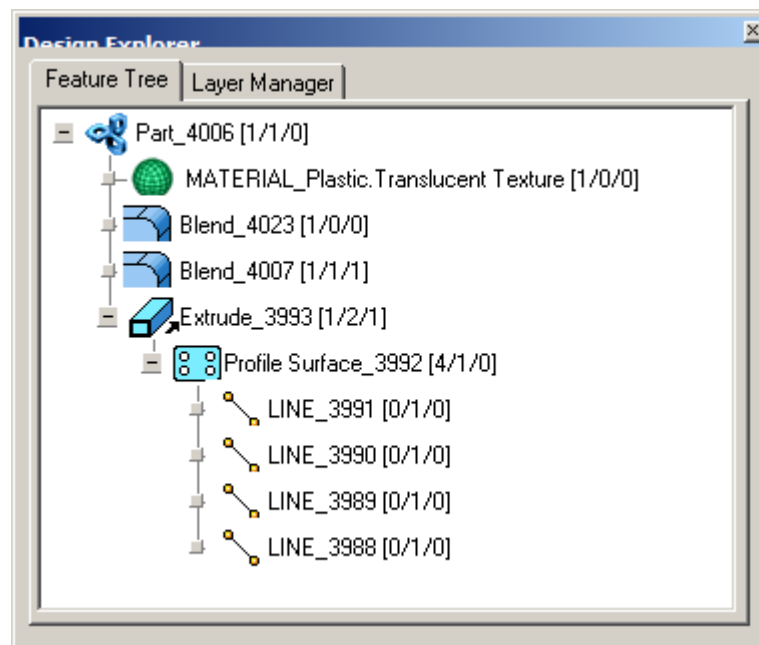 Design Explorer
Feature Tree
Layer Manager
Part_4006 [1/1/0]
MATERIAL_Plastic.Translucent Texture [1/0/0]
Blend_4023 [1/0/0]
Blend_4007 [1/1/1]
Extrude_3993 [1/2/1]
Profile Surface_3992 [4/1/0]
LINE_3991 [0/1/0]
LINE_3990 [0/1/0]
LINE_3989 [0/1/0]
LINE_3988 [0/1/0]